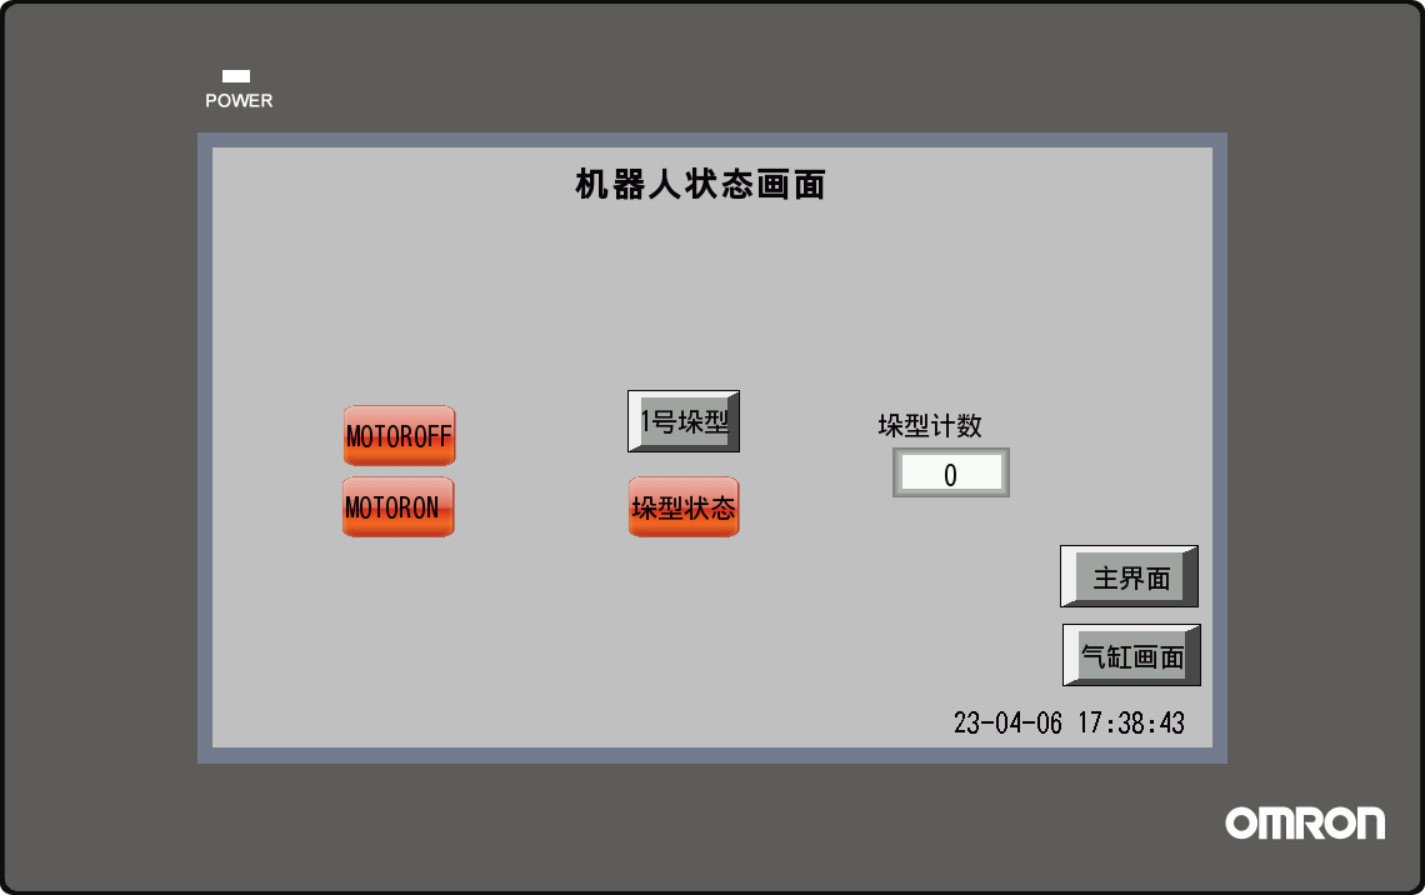 POWER
机器人状态画面
MOTOROFF
MOTORON
1号垛型
垛型状态
垛型计数
0
主界面
气缸画面
23-04-06 17:38:43
OMRON